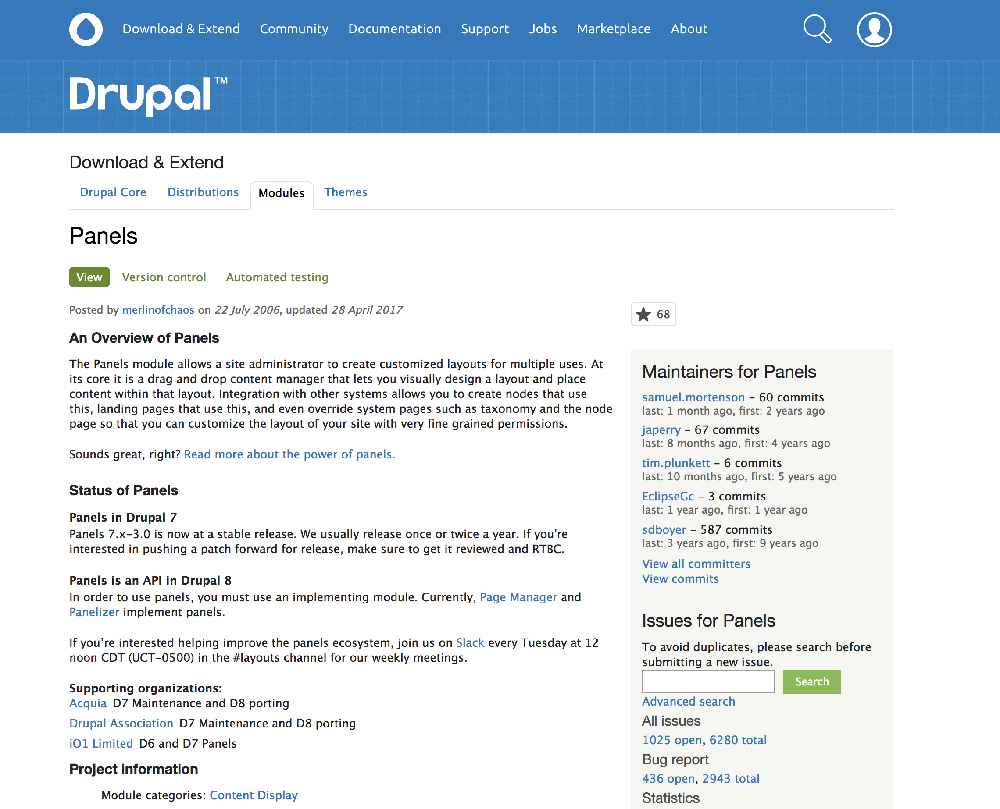 Download & Extend Community Documentation Support Jobs Marketplace About
Drupal™
Download & Extend
Drupal Core Distributions Modules Themes
Panels
View Version control Automated testing
Posted by merlinofchaos on 22 July 2006, updated 28 April 2017
An Overview of Panels
The Panels module allows a site administrator to create customized layouts for multiple uses. At
its core it is a drag and drop content manager that lets you visually design a layout and place
content within that layout. Integration with other systems allows you to create nodes that use
this, landing pages that use this, and even override system pages such as taxonomy and the node
page so that you can customize the layout of your site with very fine grained permissions.
Sounds great, right? Read more about the power of panels.
Status of Panels
Panels in Drupal 7
Panels 7.x-3.0 is now at a stable release. We usually release once or twice a year. If you're
interested in pushing a patch forward for release, make sure to get it reviewed and RTBC.
Panels is an API in Drupal 8
In order to use panels, you must use an implementing module. Currently, Page Manager and
Panelizer implement panels.
If you’re interested helping improve the panels ecosystem, join us on Slack every Tuesday at 12
noon CDT (UCT-0500) in the #layouts channel for our weekly meetings.
Supporting organizations:
Acquia D7 Maintenance and D8 porting
Drupal Association D7 Maintenance and D8 porting
iO1 Limited D6 and D7 Panels
Project information
Module categories: Content Display
68
Maintainers for Panels
samuel.mortenson – 60 commits
last: 1 month ago, first: 2 years ago
japerry – 67 commits
last: 8 months ago, first: 4 years ago
tim.plunkett – 6 commits
last: 10 months ago, first: 5 years ago
EclipseGc – 3 commits
last: 1 year ago, first: 1 year ago
sdboyer – 587 commits
last: 3 years ago, first: 9 years ago
View all committers
View commits
Issues for Panels
To avoid duplicates, please search before
submitting a new issue.
Search
Advanced search
All issues
1025 open, 6280 total
Bug report
436 open, 2943 total
Statistics